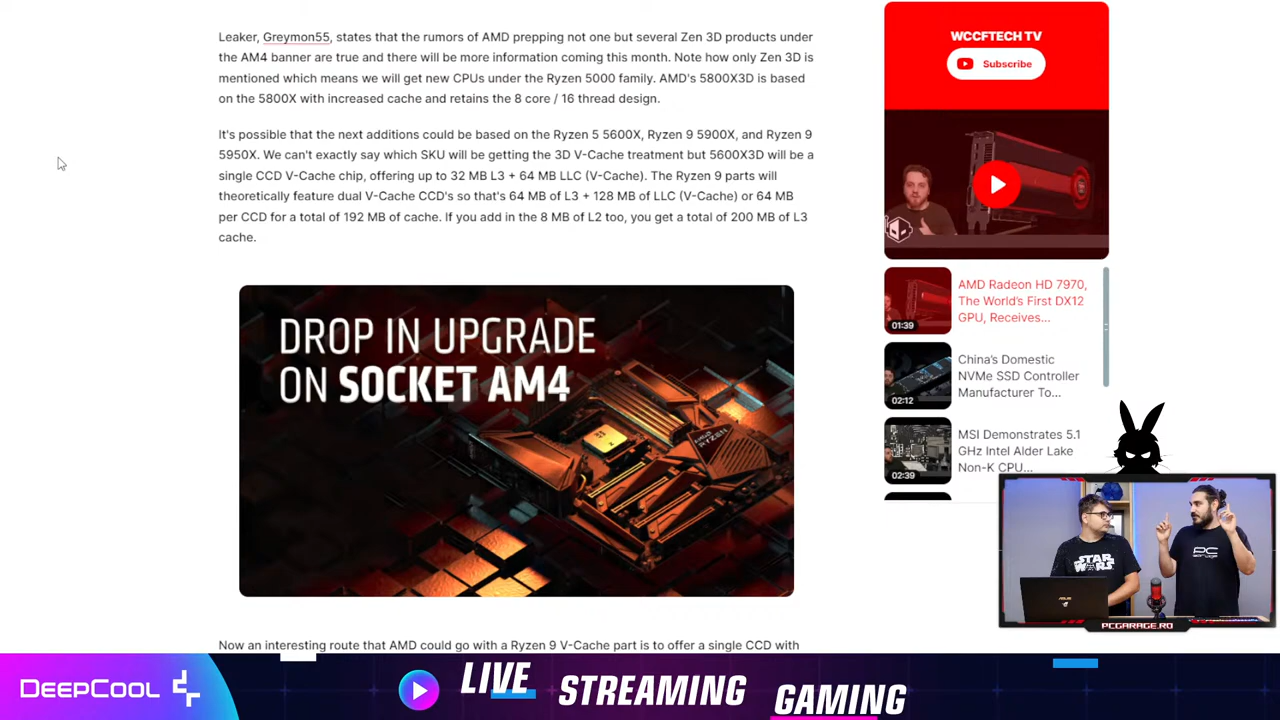 Leaker, Greymon55, states that the rumors of AMD prepping not one but several Zen 3D products under
the AM4 banner are true and there will be more information coming this month. Note how only Zen 3D is
mentioned which means we will get new CPUs under the Ryzen 5000 family. AMD's 5800X3D is based
on the 5800X with increased cache and retains the 8 core / 16 thread design.
It's possible that the next additions could be based on the Ryzen 5 5600X, Ryzen 9 5900X, and Ryzen 9
5950X. We can't exactly say which SKU will be getting the 3D V-Cache treatment but 5600X3D will be a
single CCD V-Cache chip, offering up to 32 MB L3 + 64 MB LLC (V-Cache). The Ryzen 9 parts will
theoretically feature dual V-Cache CCD's so that's 64 MB of L3 + 128 MB of LLC (V-Cache) or 64 MB
per CCD for a total of 192 MB of cache. If you add in the 8 MB of L2 too, you get a total of 200 MB of L3
cache.
DROP IN UPGRADE
ON SOCKET AM4
AMD
RYZEN
Now an interesting route that AMD could go with a Ryzen 9 V-Cache part is to offer a single CCD with
WCCFTECH TV
Subscribe
AMD Radeon HD 7970,
The World's First DX12
GPU, Receives...
01:39
China's Domestic
NVMe SSD Controller
Manufacturer To...
02:12
MSI Demonstrates 5.1
GHz Intel Alder Lake
Non-K CPU...
02:39
STAR
WARS
PC
garage
ASUS
PCGARAGE.RO
DEEPCOOL
LIVE
STREAMING
GAMING